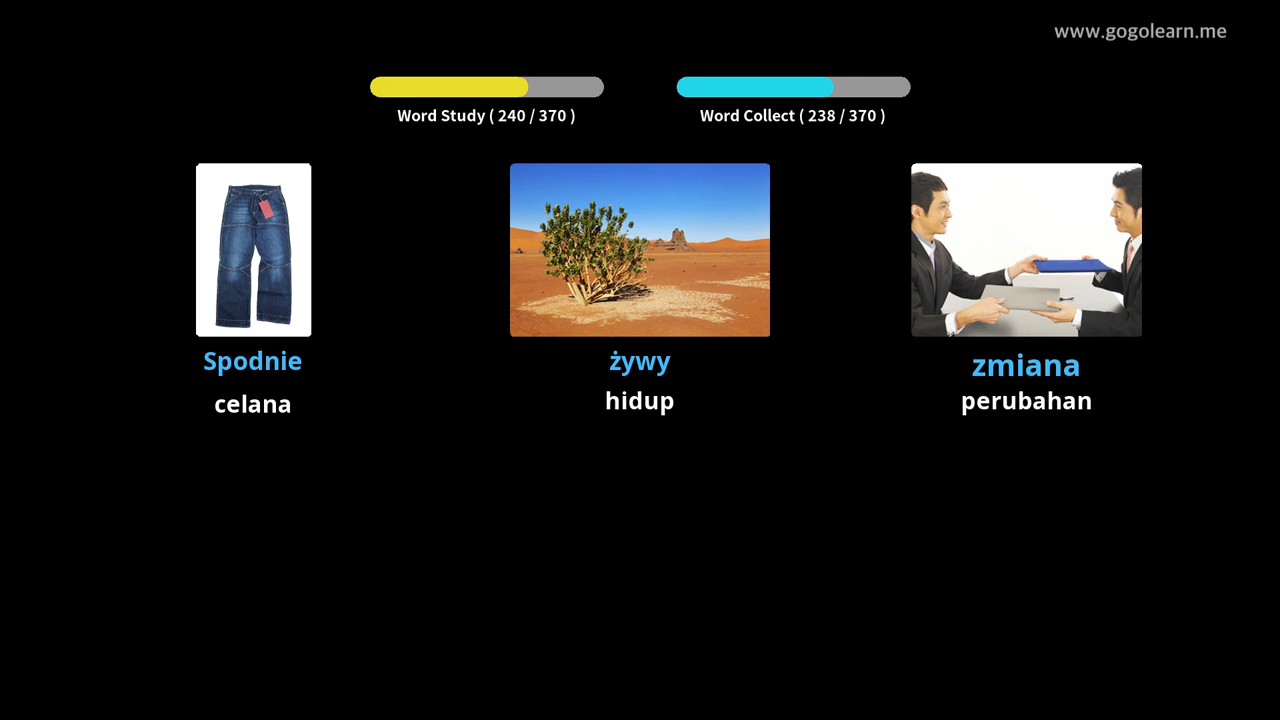 www.gogolearn.me
Word Study ( 240 / 370 )
Word Collect ( 238 / 370 )
Spodnie
celana
żywy
hidup
zmiana
perubahan